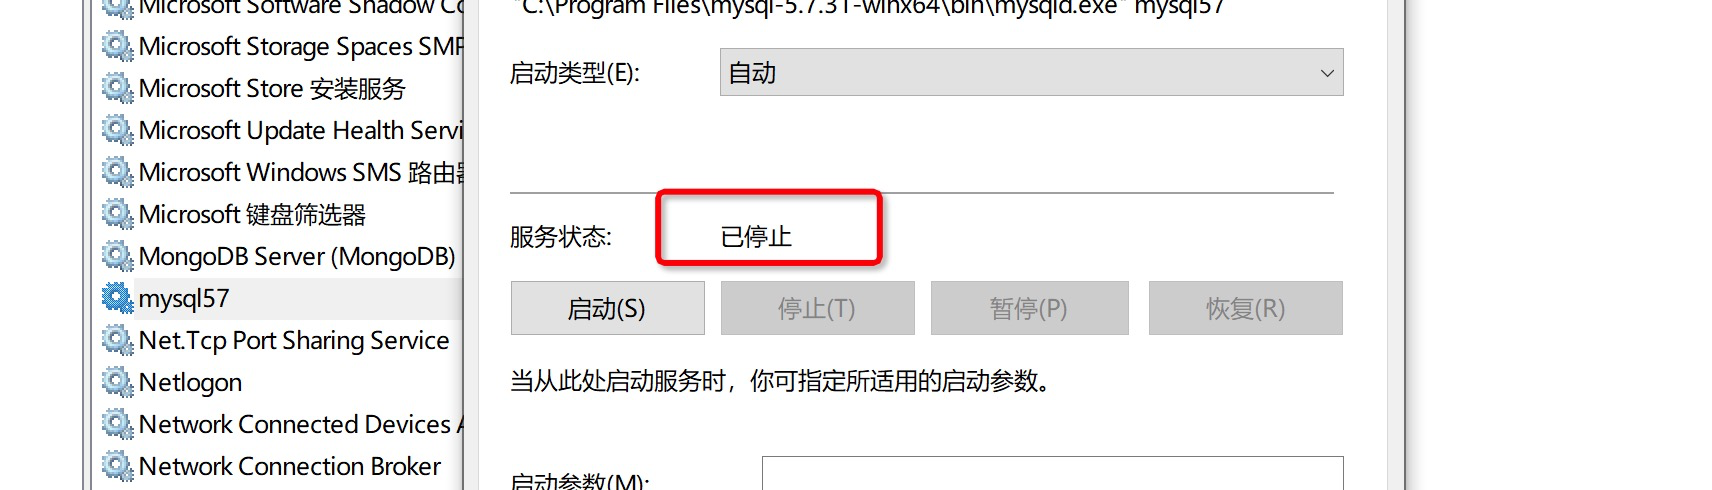 Microsoft Software Shadow Co
Microsoft Storage Spaces SMP
Microsoft Store 安装服务
Microsoft Update Health Servi
Microsoft Windows SMS 路由器
Microsoft 键盘筛选器
MongoDB Server (MongoDB)
mysql57
Net.Tcp Port Sharing Service
Netlogon
Network Connected Devices A
Network Connection Broker
"C:\Program Files\mysql-5.7.31-winx64\bin\mysqld.exe" mysql57
启动类型(E): 自动
服务状态: 已停止
启动(S) 停止(T) 暂停(P) 恢复(R)
当从此处启动服务时，你可指定所适用的启动参数。
启动参数(M):